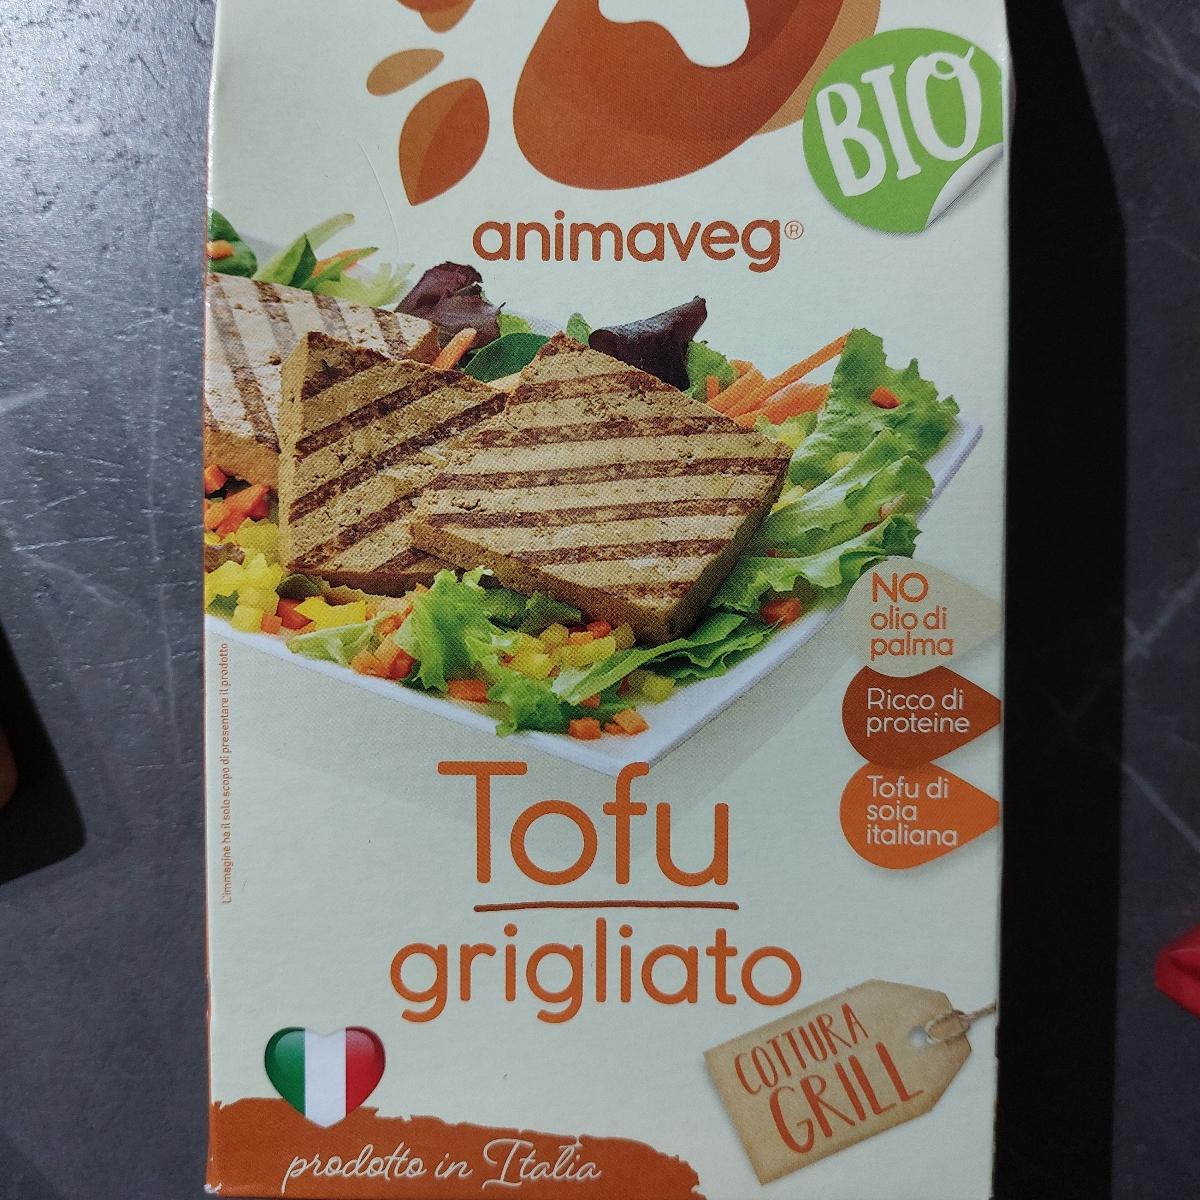 BIO
animaveg®
NO
olio di
palma
Ricco di
proteine
Tofu di
soia
italiana
L'immagine ha il solo scopo di presentare il prodotto
Tofu
grigliato
COTTURA
GRILL
prodotto in Italia